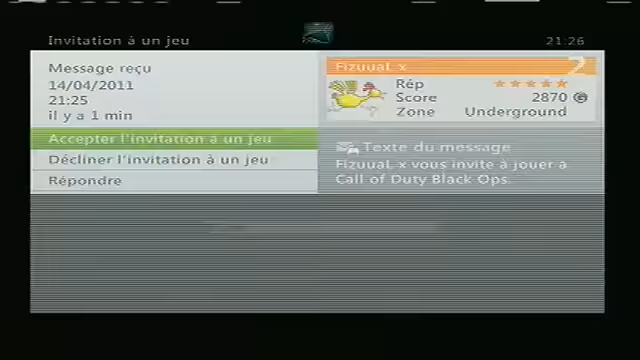 Invitation à un jeu
21:26
Message reçu
14/04/2011
21:25
il y a 1 min
Accepter l'invitation à un jeu
Décliner l'invitation à un jeu
Répondre
FizuuaL x
2
Rép
Score 2870 G
Zone Underground
Texte du message
FizuuaL x vous invite à jouer à
Call of Duty Black Ops.